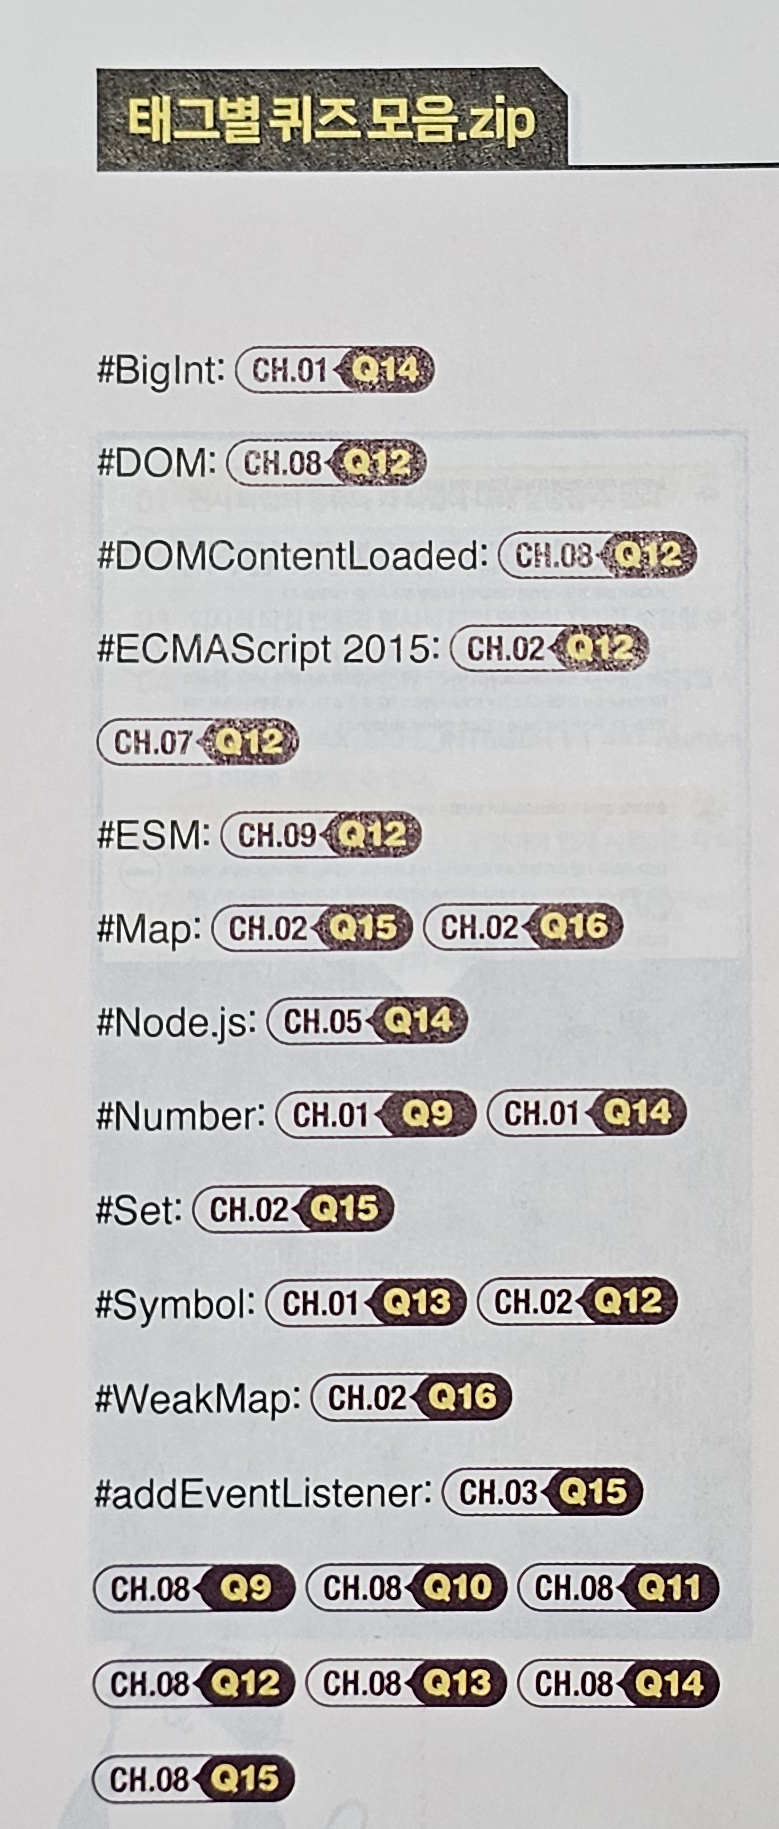 태그별 퀴즈 모음.zip
#BigInt: CH.01 Q14
#DOM: CH.08 Q12
#DOMContentLoaded: CH.08 Q12
#ECMAScript 2015: CH.02 Q12
CH.07 Q12
#ESM: CH.09 Q12
#Map: CH.02 Q15 CH.02 Q16
#Node.js: CH.05 Q14
#Number: CH.01 Q9 CH.01 Q14
#Set: CH.02 Q15
#Symbol: CH.01 Q13 CH.02 Q12
#WeakMap: CH.02 Q16
#addEventListener: CH.03 Q15
CH.08 Q9 CH.08 Q10 CH.08 Q11
CH.08 Q12 CH.08 Q13 CH.08 Q14
CH.08 Q15